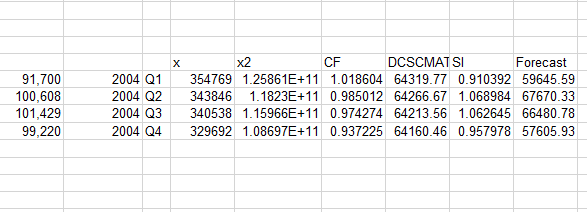 x x2 CF DCSCMAT SI Forecast
91,700 2004 Q1 354769 1.25861E+11 1.018604 64319.77 0.910392 59645.59
100,608 2004 Q2 343846 1.1823E+11 0.985012 64266.67 1.068984 67670.33
101,429 2004 Q3 340538 1.15966E+11 0.974274 64213.56 1.062645 66480.78
99,220 2004 Q4 329692 1.08697E+11 0.937225 64160.46 0.957978 57605.93